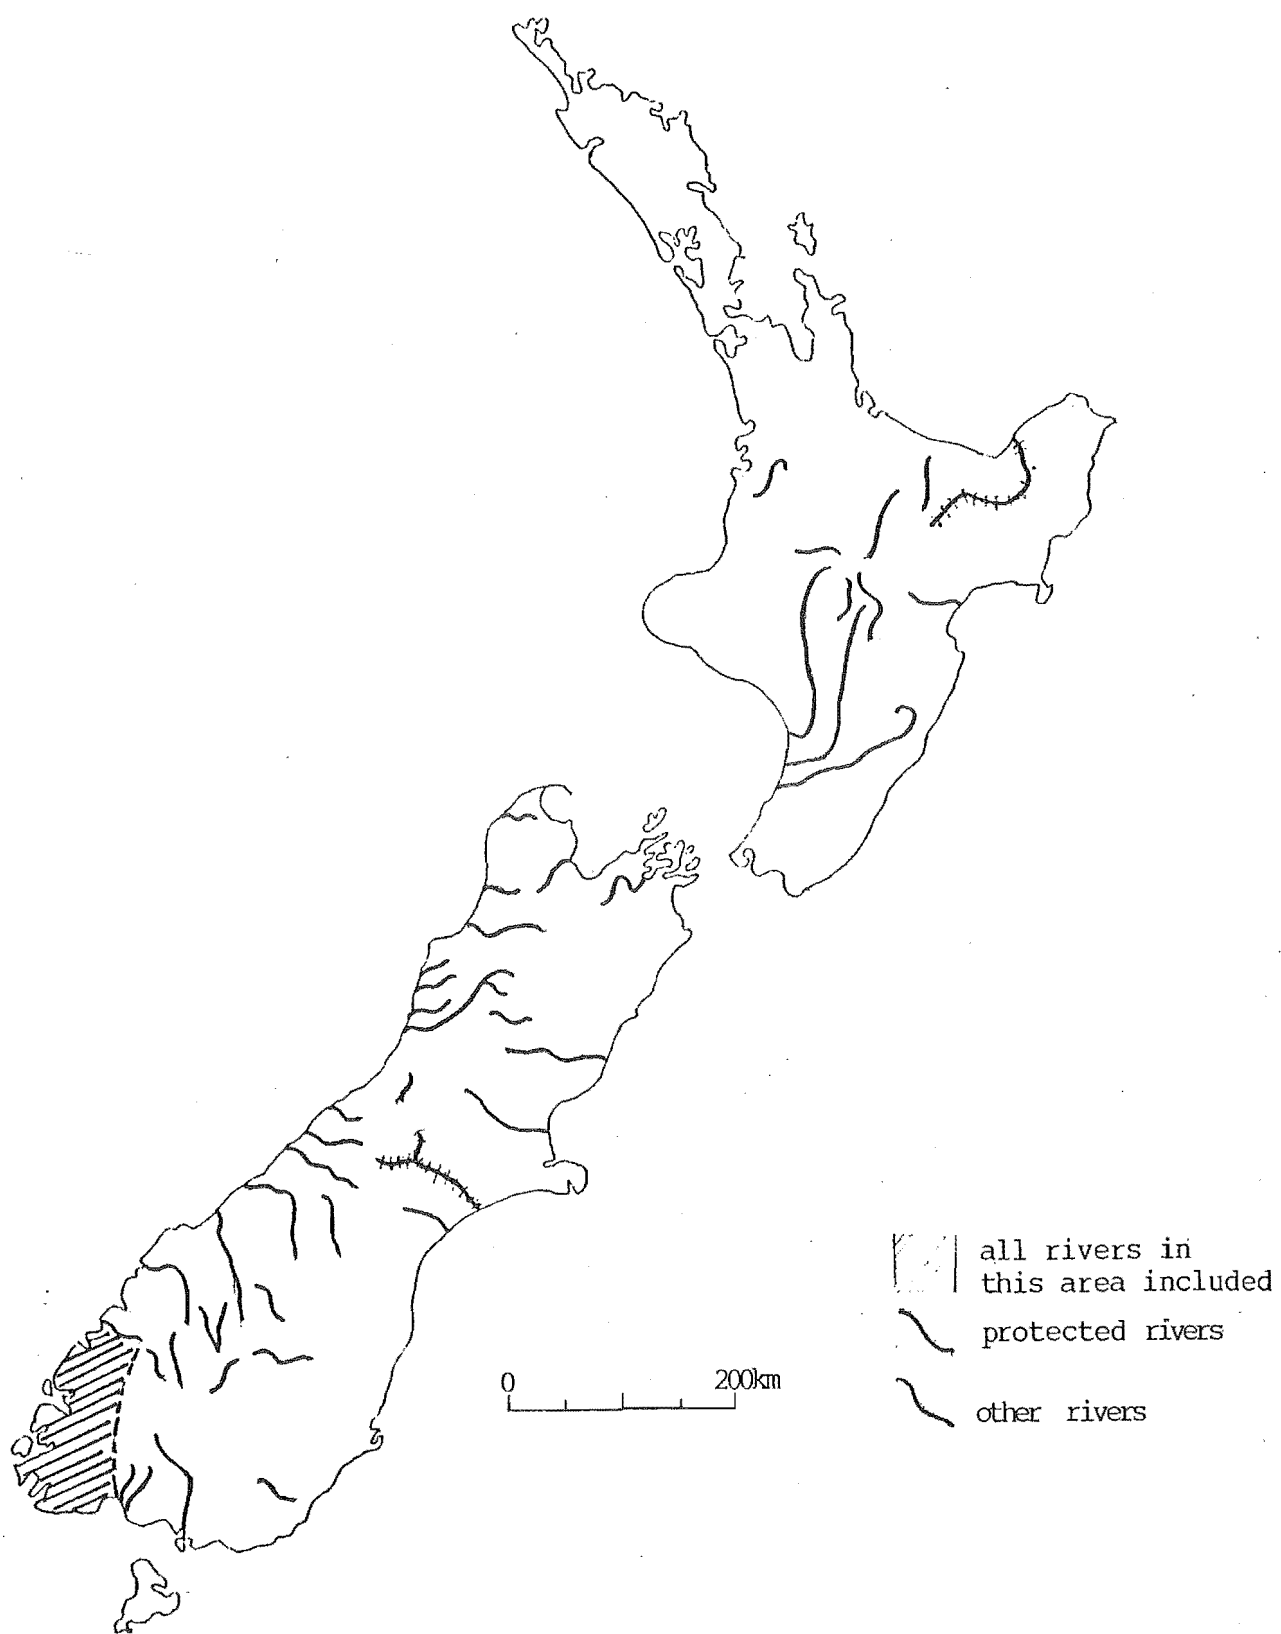 all rivers in
this area included
protected rivers
0 200km
other rivers